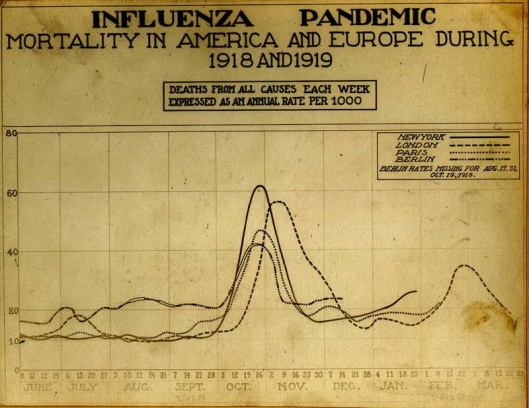 INFLUENZA PANDEMIC
MORTALITY IN AMERICA AND EUROPE DURING
1918 AND 1919
DEATHS FROM ALL CAUSES EACH WEEK
EXPRESSED AS AN ANNUAL RATE PER 1000
NEW YORK
LONDON
PARIS
BERLIN
BERLIN RATES MISSING FOR AUG. 17, 31,
OCT. 19, 1918.
80
60
40
20
10
0
JUNE JULY AUG. SEPT. OCT. NOV. DEC. JAN. FEB. MAR.
1918 1919